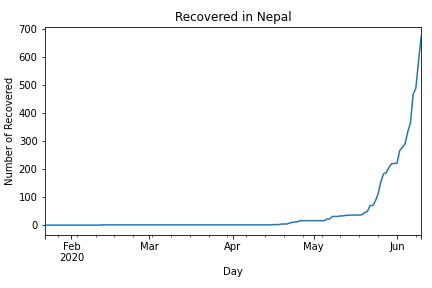 Recovered in Nepal
700
600
500
400
300
200
100
0
Number of Recovered
Feb
2020
Mar
Apr
May
Jun
Day